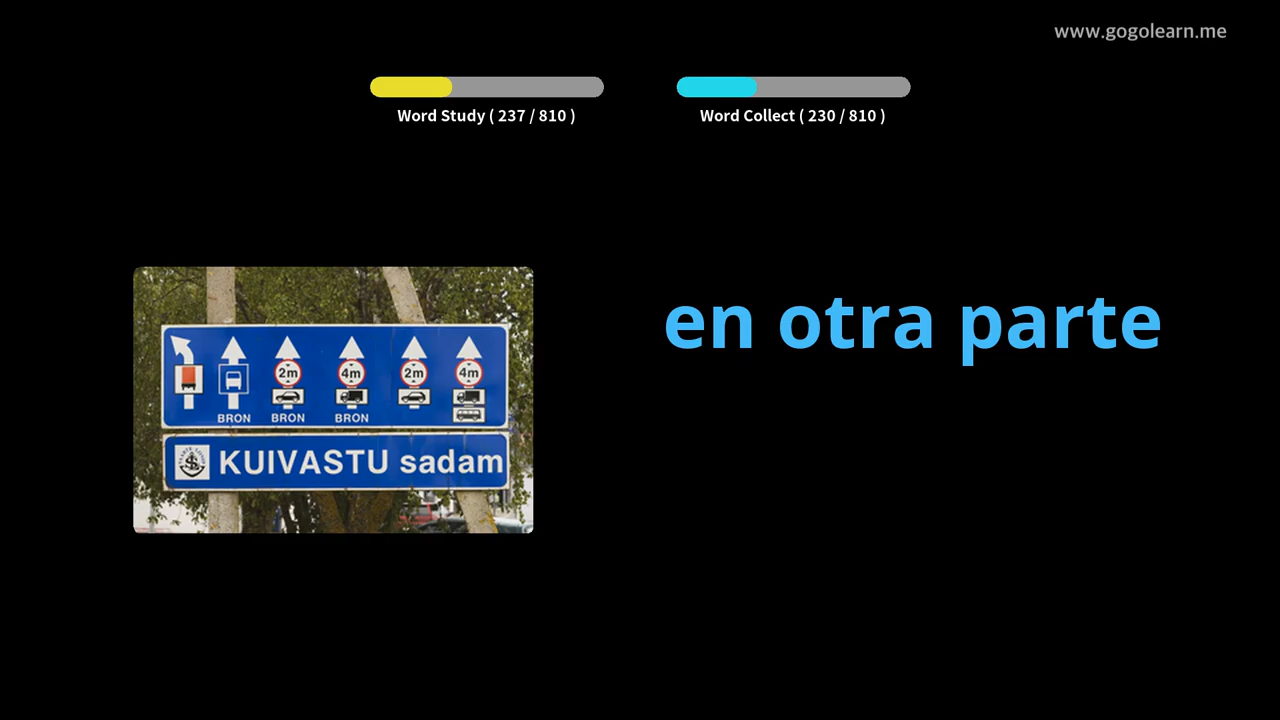 www.gogolearn.me
Word Study ( 237 / 810 )
Word Collect ( 230 / 810 )
en otra parte
2m 4m 2m 4m
BRON BRON BRON
KUIVASTU sadam